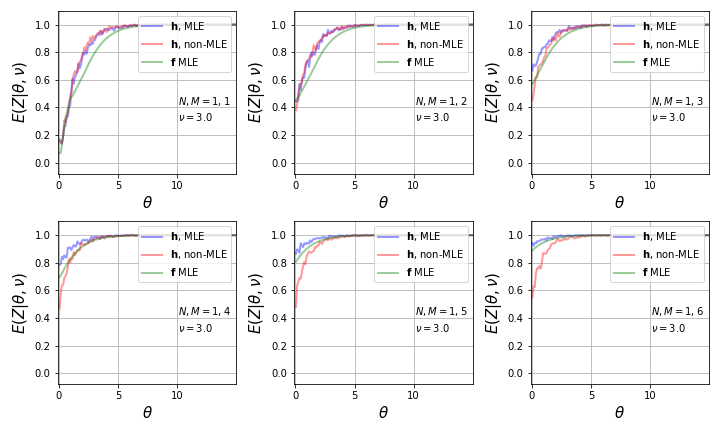 1.0
0.8
0.6
0.4
0.2
0.0
E(Z|θ, ν)
h, MLE
h, non-MLE
f MLE
N, M = 1, 1
ν = 3.0
0 5 10
θ
1.0
0.8
0.6
0.4
0.2
0.0
E(Z|θ, ν)
h, MLE
h, non-MLE
f MLE
N, M = 1, 2
ν = 3.0
0 5 10
θ
1.0
0.8
0.6
0.4
0.2
0.0
E(Z|θ, ν)
h, MLE
h, non-MLE
f MLE
N, M = 1, 3
ν = 3.0
0 5 10
θ
1.0
0.8
0.6
0.4
0.2
0.0
E(Z|θ, ν)
h, MLE
h, non-MLE
f MLE
N, M = 1, 4
ν = 3.0
0 5 10
θ
1.0
0.8
0.6
0.4
0.2
0.0
E(Z|θ, ν)
h, MLE
h, non-MLE
f MLE
N, M = 1, 5
ν = 3.0
0 5 10
θ
1.0
0.8
0.6
0.4
0.2
0.0
E(Z|θ, ν)
h, MLE
h, non-MLE
f MLE
N, M = 1, 6
ν = 3.0
0 5 10
θ